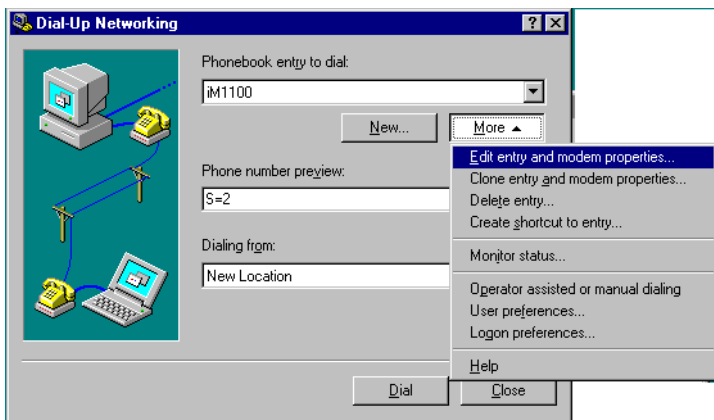 Dial-Up Networking
Phonebook entry to dial:
iM1100
New... More
Edit entry and modem properties...
Clone entry and modem properties...
Delete entry...
Create shortcut to entry...
Monitor status...
Operator assisted or manual dialing
User preferences...
Logon preferences...
Help
Phone number preview:
S=2
Dialing from:
New Location
Dial Close